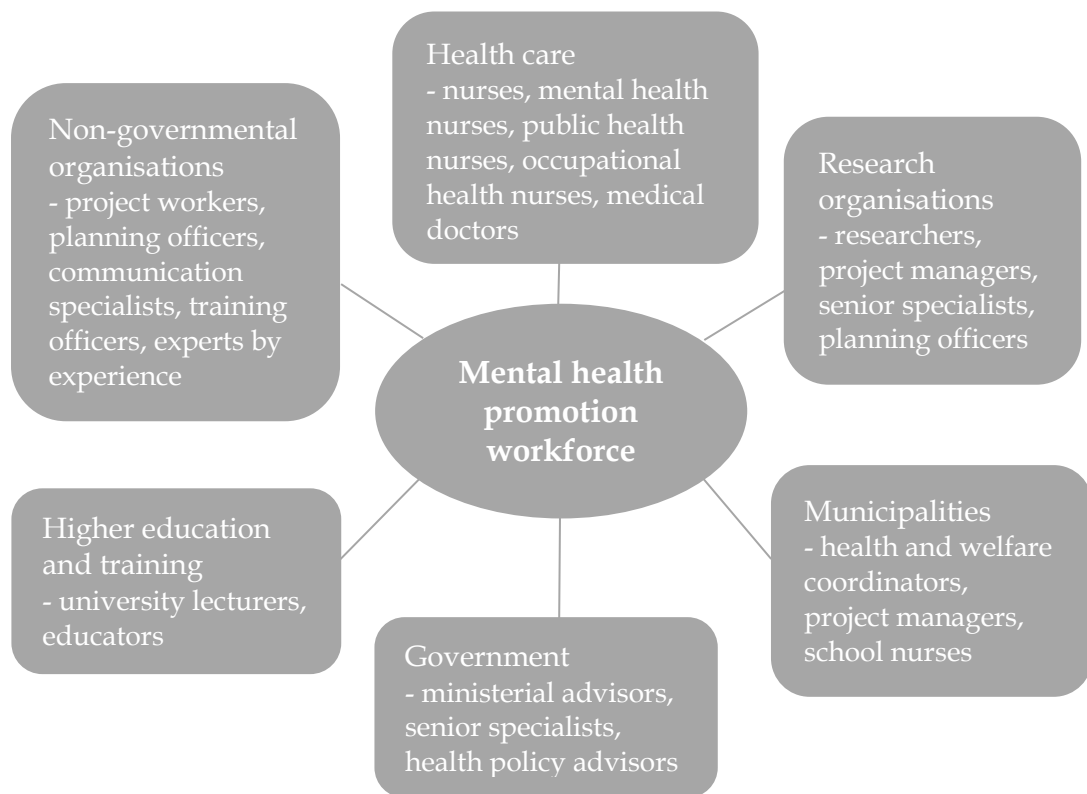 Health care
- nurses, mental health
nurses, public health
nurses, occupational
health nurses, medical
doctors
Non-governmental
organisations
- project workers,
planning officers,
communication
specialists, training
officers, experts by
experience
Research
organisations
- researchers,
project managers,
senior specialists,
planning officers
Mental health
promotion
workforce
Higher education
and training
- university lecturers,
educators
Municipalities
- health and welfare
coordinators,
project managers,
school nurses
Government
- ministerial advisors,
senior specialists,
health policy advisors